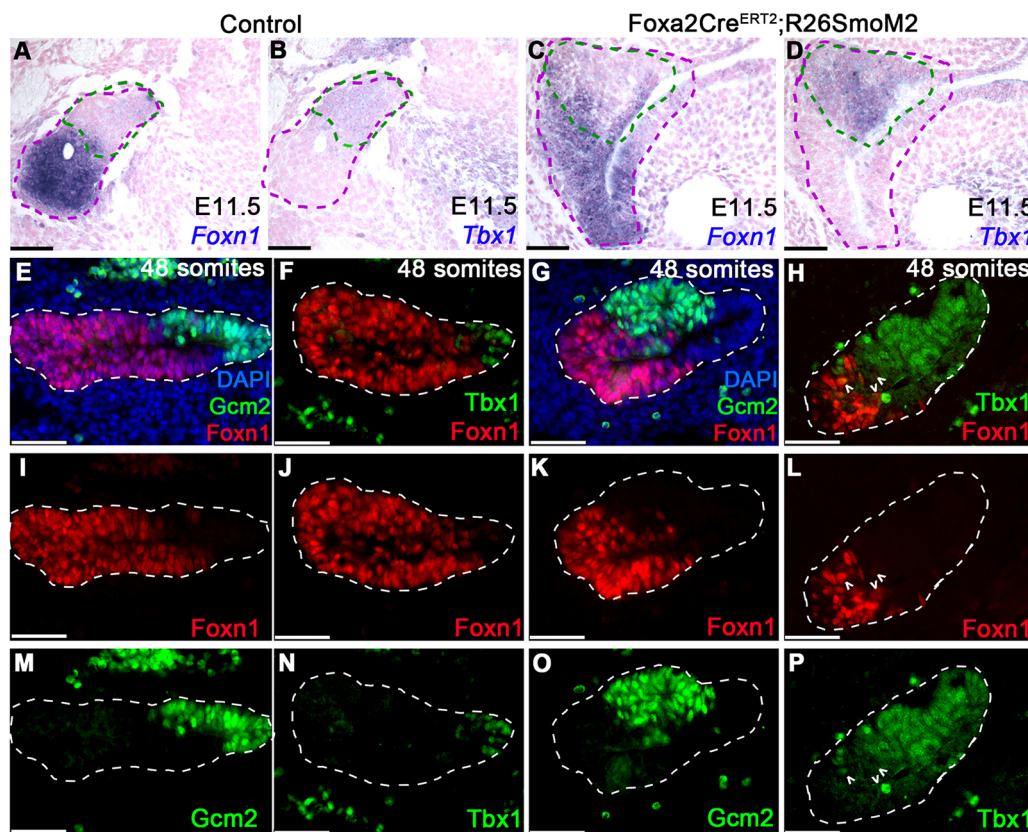 Control
Foxa2Cre^ERT2;R26SmoM2
A
E11.5
Foxn1
B
E11.5
Tbx1
C
E11.5
Foxn1
D
E11.5
Tbx1
E
48 somites
DAPI
Gcm2
Foxn1
F
48 somites
Tbx1
Foxn1
G
48 somites
DAPI
Gcm2
Foxn1
H
48 somites
Tbx1
Foxn1
I
Foxn1
J
Foxn1
K
Foxn1
L
Foxn1
M
Gcm2
N
Tbx1
O
Gcm2
P
Tbx1